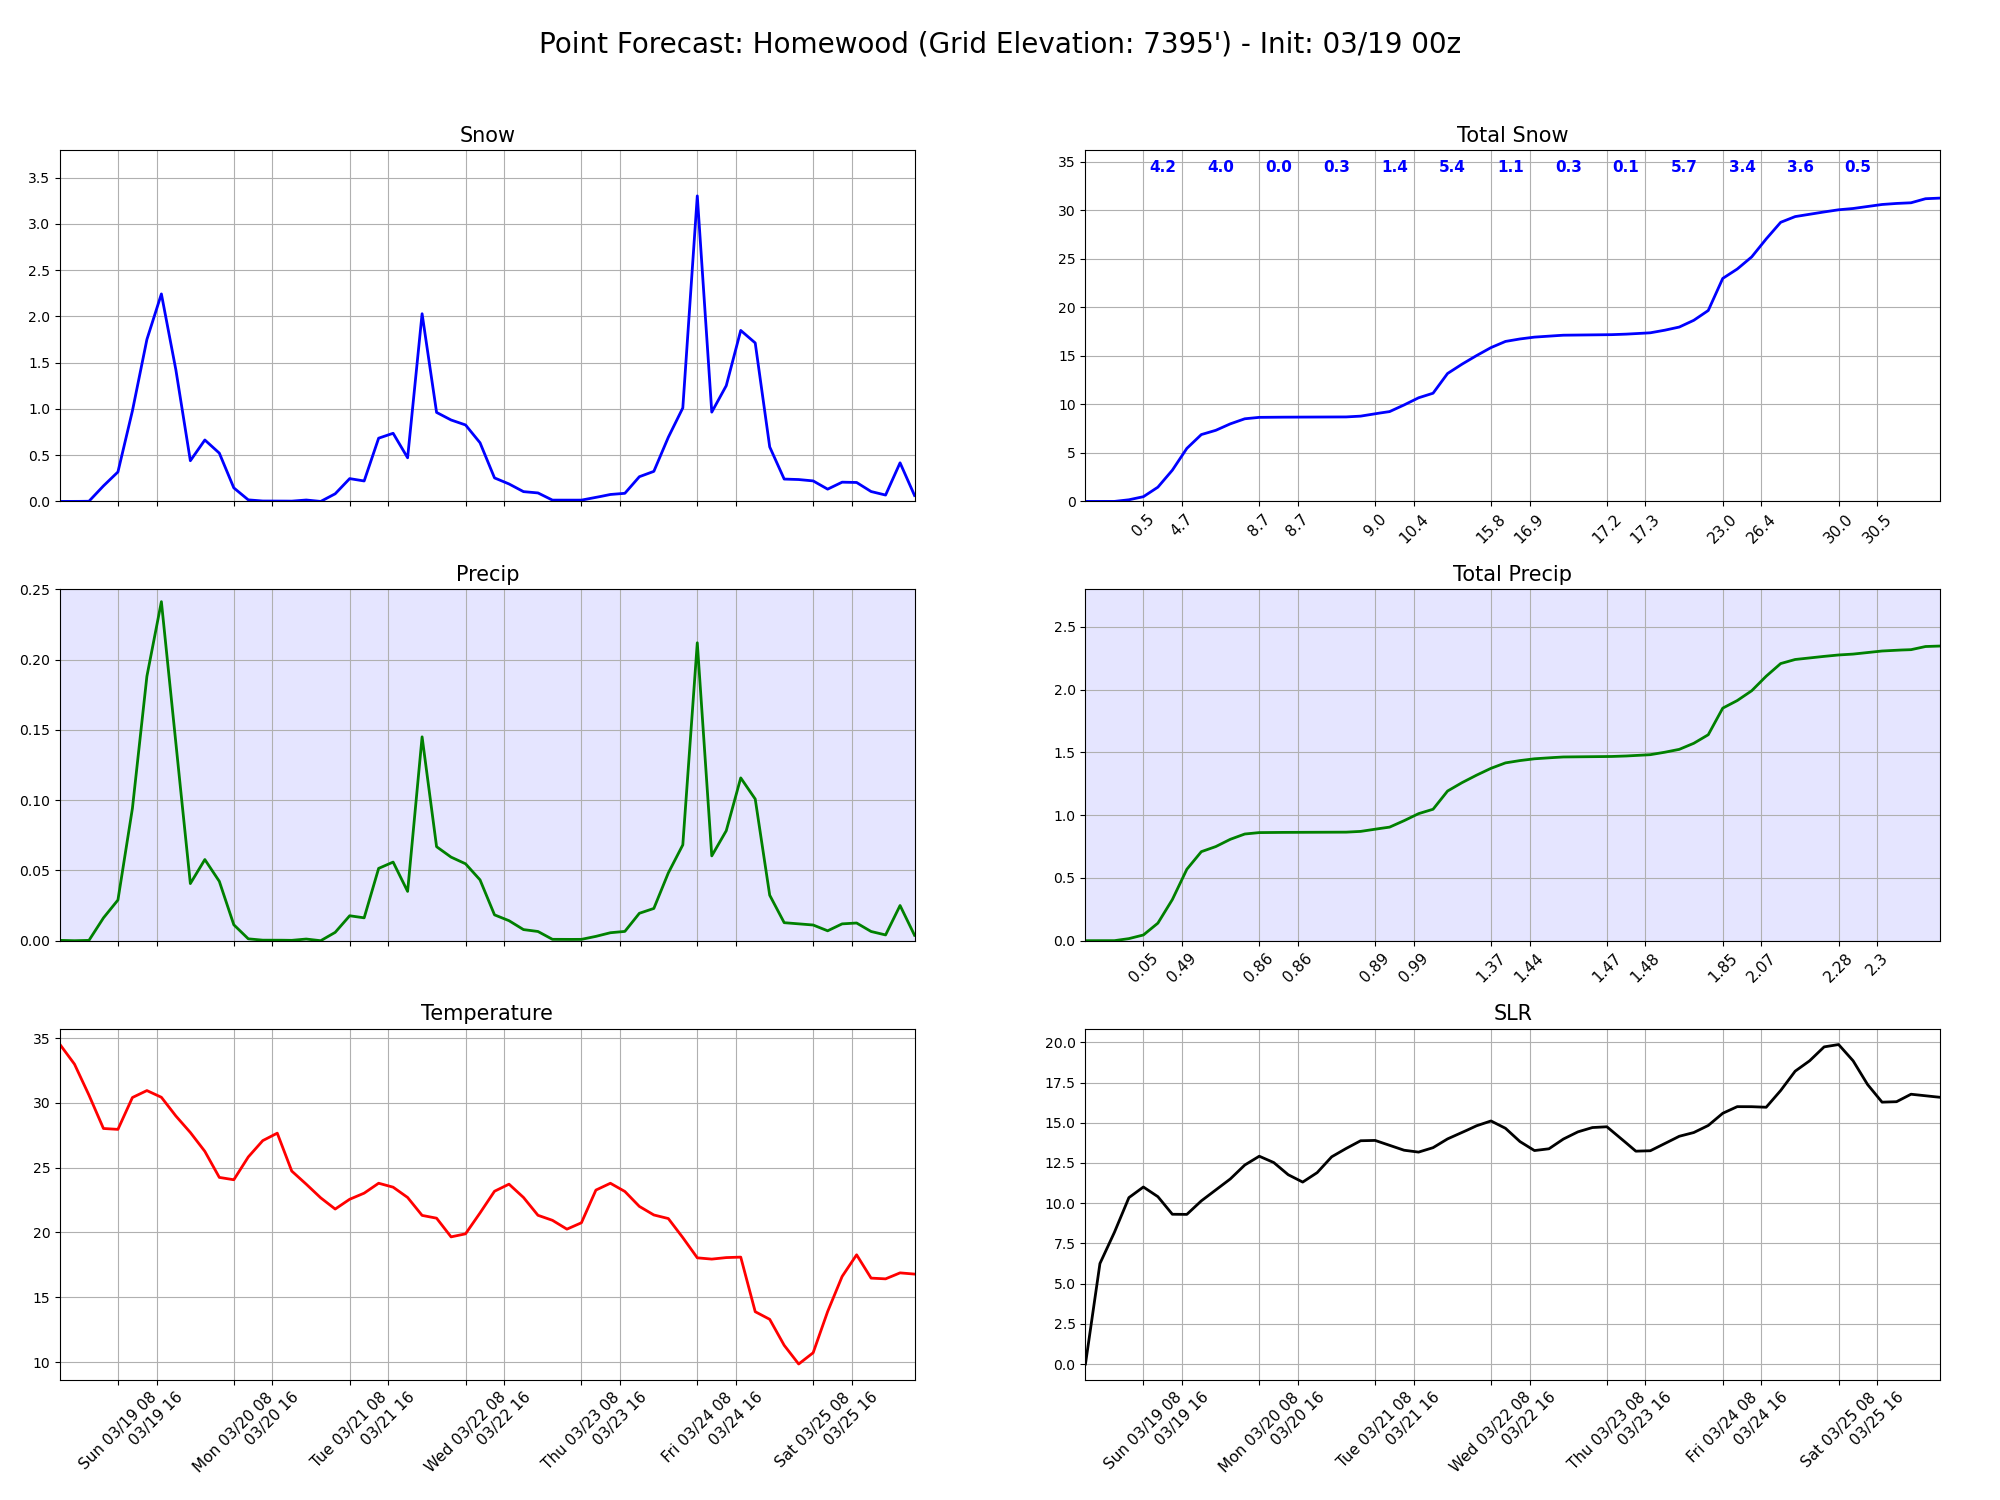 Point Forecast: Homewood (Grid Elevation: 7395') - Init: 03/19 00z
Snow
3.5
3.0
2.5
2.0
1.5
1.0
0.5
0.0
Total Snow
4.2 4.0 0.0 0.3 1.4 5.4 1.1 0.3 0.1 5.7 3.4 3.6 0.5
35
30
25
20
15
10
5
0
0.5 4.7 8.7 8.7 9.0 10.4 15.8 16.9 17.2 17.3 23.0 26.4 30.0 30.5
Precip
0.25
0.20
0.15
0.10
0.05
0.00
Total Precip
2.5
2.0
1.5
1.0
0.5
0.0
0.05 0.49 0.86 0.86 0.89 0.99 1.37 1.44 1.47 1.48 1.85 2.07 2.28 2.3
Temperature
35
30
25
20
15
10
Sun 03/19 08
03/19 16
Mon 03/20 08
03/20 16
Tue 03/21 08
03/21 16
Wed 03/22 08
03/22 16
Thu 03/23 08
03/23 16
Fri 03/24 08
03/24 16
Sat 03/25 08
03/25 16
SLR
20.0
17.5
15.0
12.5
10.0
7.5
5.0
2.5
0.0
Sun 03/19 08
03/19 16
Mon 03/20 08
03/20 16
Tue 03/21 08
03/21 16
Wed 03/22 08
03/22 16
Thu 03/23 08
03/23 16
Fri 03/24 08
03/24 16
Sat 03/25 08
03/25 16